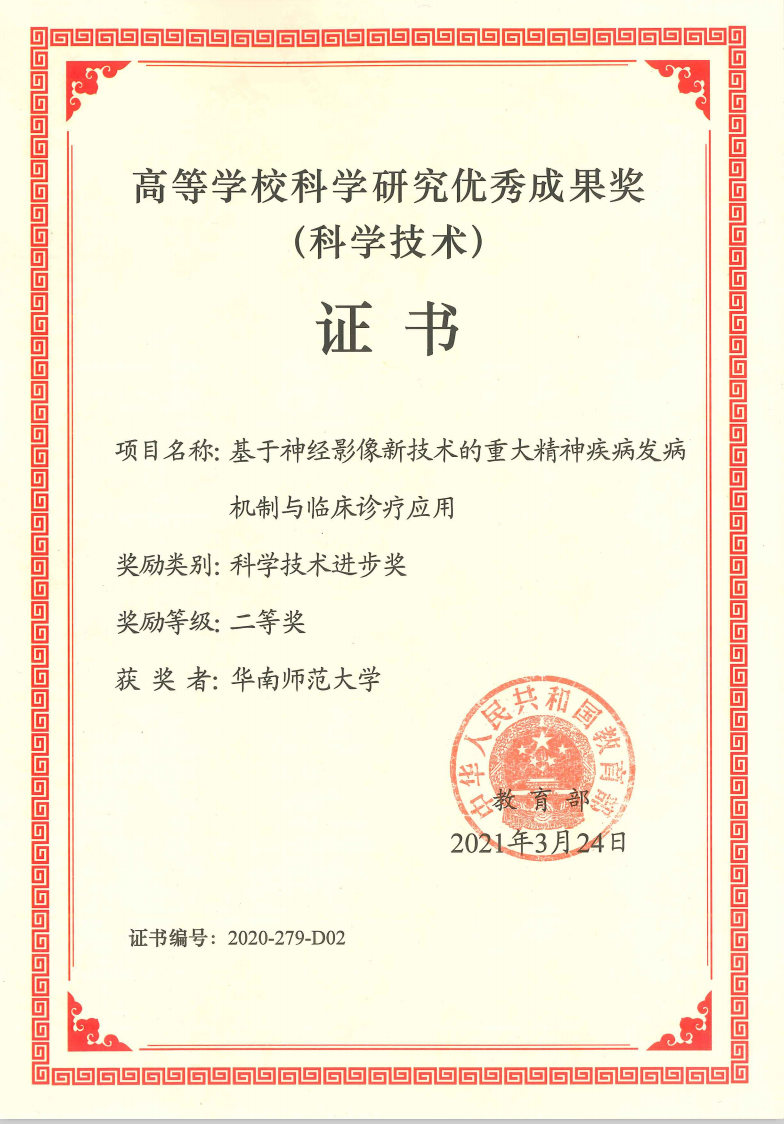 高等学校科学研究优秀成果奖
(科学技术)
证书
项目名称: 基于神经影像新技术的重大精神疾病发病
机制与临床诊疗应用
奖励类别: 科学技术进步奖
奖励等级: 二等奖
获奖者: 华南师范大学
中华人民共和国教育部
教育部
2021年3月24日
证书编号: 2020-279-D02